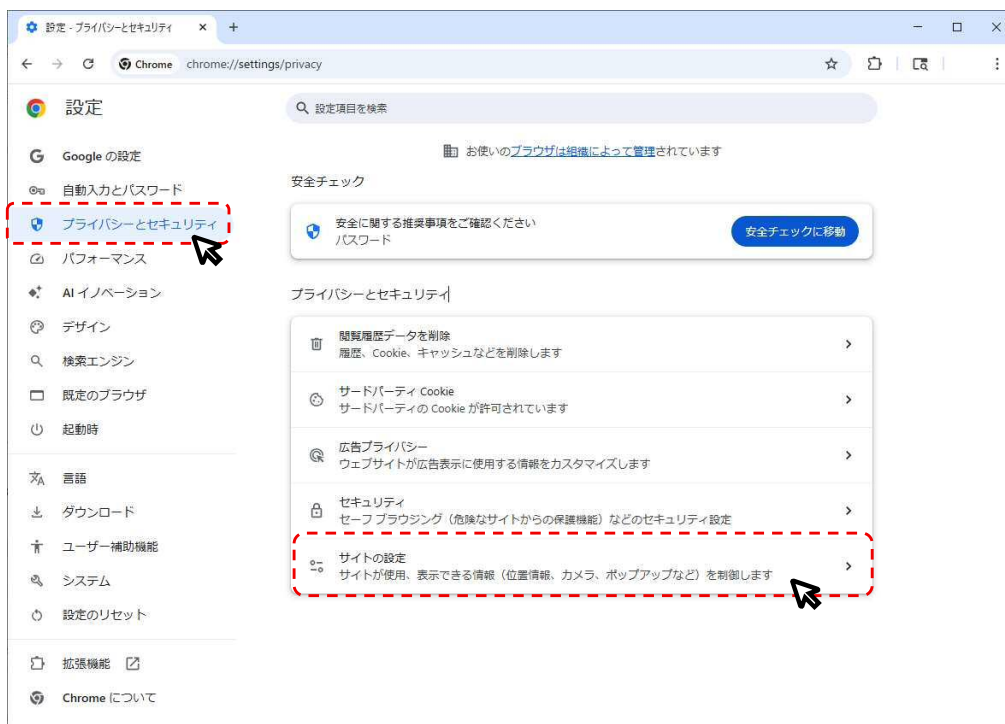 設定 - プライバシーとセキュリティ
Chrome chrome://settings/privacy
設定
設定項目を検索
Google の設定
自動入力とパスワード
プライバシーとセキュリティ
パフォーマンス
AI イノベーション
デザイン
検索エンジン
既定のブラウザ
起動時
言語
ダウンロード
ユーザー補助機能
システム
設定のリセット
拡張機能
Chrome について
お使いのブラウザは組織によって管理されています
安全チェック
安全に関する推奨事項をご確認ください
パスワード
安全チェックに移動
プライバシーとセキュリティ
閲覧履歴データを削除
履歴、Cookie、キャッシュなどを削除します
サードパーティ Cookie
サードパーティの Cookie が許可されています
広告プライバシー
ウェブサイトが広告表示に使用する情報をカスタマイズします
セキュリティ
セーフ ブラウジング（危険なサイトからの保護機能）などのセキュリティ設定
サイトの設定
サイトが使用、表示できる情報（位置情報、カメラ、ポップアップなど）を制御します